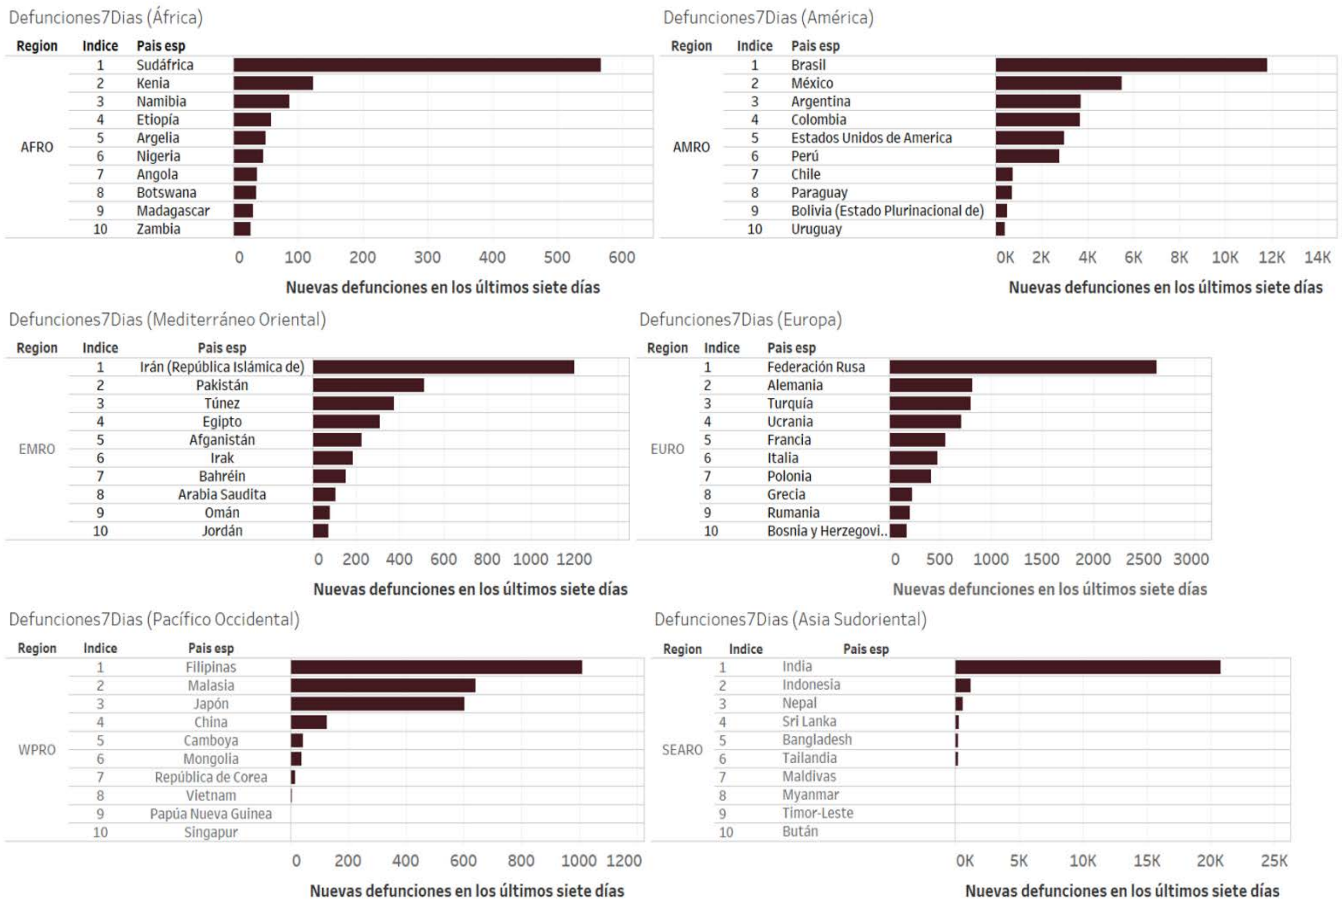 Defunciones7Dias (África)
Region Indice Pais esp
1 Sudáfrica
2 Kenia
3 Namibia
4 Etiopía
5 Argelia
AFRO
6 Nigeria
7 Angola
8 Botswana
9 Madagascar
10 Zambia
0 100 200 300 400 500 600
Nuevas defunciones en los últimos siete días
Defunciones7Dias (América)
Region Indice Pais esp
1 Brasil
2 México
3 Argentina
4 Colombia
5 Estados Unidos de America
AMRO
6 Perú
7 Chile
8 Paraguay
9 Bolivia (Estado Plurinacional de)
10 Uruguay
0K 2K 4K 6K 8K 10K 12K 14K
Nuevas defunciones en los últimos siete días
Defunciones7Dias (Mediterráneo Oriental)
Region Indice Pais esp
1 Irán (República Islámica de)
2 Pakistán
3 Túnez
4 Egipto
5 Afganistán
EMRO
6 Irak
7 Bahréin
8 Arabia Saudita
9 Omán
10 Jordán
0 200 400 600 800 1000 1200
Nuevas defunciones en los últimos siete días
Defunciones7Dias (Europa)
Region Indice Pais esp
1 Federación Rusa
2 Alemania
3 Turquía
4 Ucrania
5 Francia
EURO
6 Italia
7 Polonia
8 Grecia
9 Rumania
10 Bosnia y Herzegovi..
0 500 1000 1500 2000 2500 3000
Nuevas defunciones en los últimos siete días
Defunciones7Dias (Pacífico Occidental)
Region Indice Pais esp
1 Filipinas
2 Malasia
3 Japón
4 China
5 Camboya
WPRO
6 Mongolia
7 República de Corea
8 Vietnam
9 Papúa Nueva Guinea
10 Singapur
0 200 400 600 800 1000 1200
Nuevas defunciones en los últimos siete días
Defunciones7Dias (Asia Sudoriental)
Region Indice Pais esp
1 India
2 Indonesia
3 Nepal
4 Sri Lanka
5 Bangladesh
SEARO
6 Tailandia
7 Maldivas
8 Myanmar
9 Timor-Leste
10 Bután
0K 5K 10K 15K 20K 25K
Nuevas defunciones en los últimos siete días